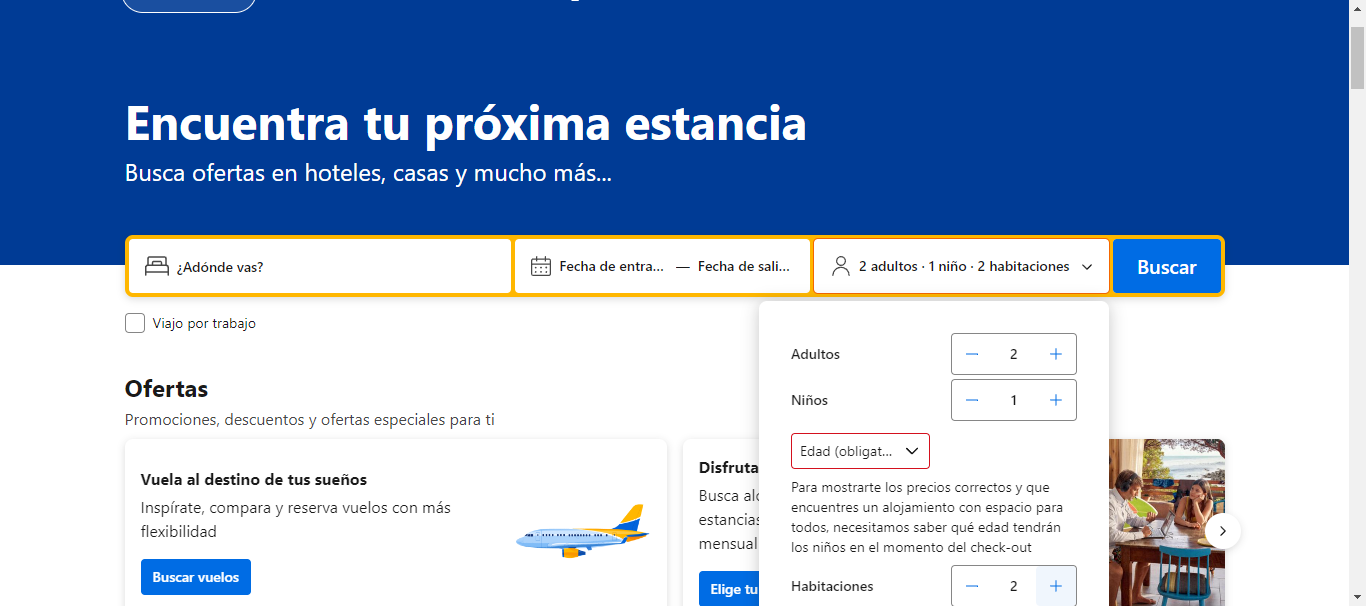 Encuentra tu próxima estancia
Busca ofertas en hoteles, casas y mucho más...
¿Adónde vas?
Fecha de entra... — Fecha de sali...
2 adultos · 1 niño · 2 habitaciones
Buscar
Viajo por trabajo
Adultos
2
Niños
1
Edad (obligat...
Para mostrarte los precios correctos y que
encuentres un alojamiento con espacio para
todos, necesitamos saber qué edad tendrán
los niños en el momento del check-out
Habitaciones
2
Ofertas
Promociones, descuentos y ofertas especiales para ti
Vuela al destino de tus sueños
Inspírate, compara y reserva vuelos con más
flexibilidad
Buscar vuelos
Disfruta
Busca
estancias
mensual
Elige tu